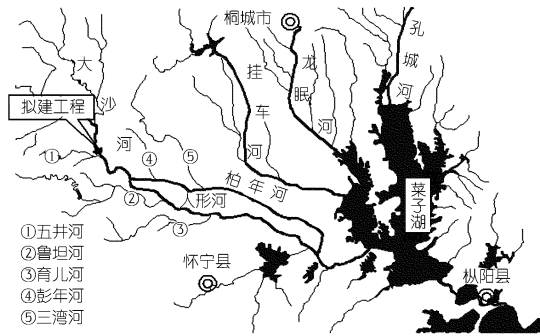 桐城市
孔城河
挂车河
龙眠河
大沙河
拟建工程
①
④
⑤
②
③
柏年河
人形河
菜子湖
①五井河
②鲁坦河
③育儿河
④彭年河
⑤三湾河
怀宁县
枞阳县